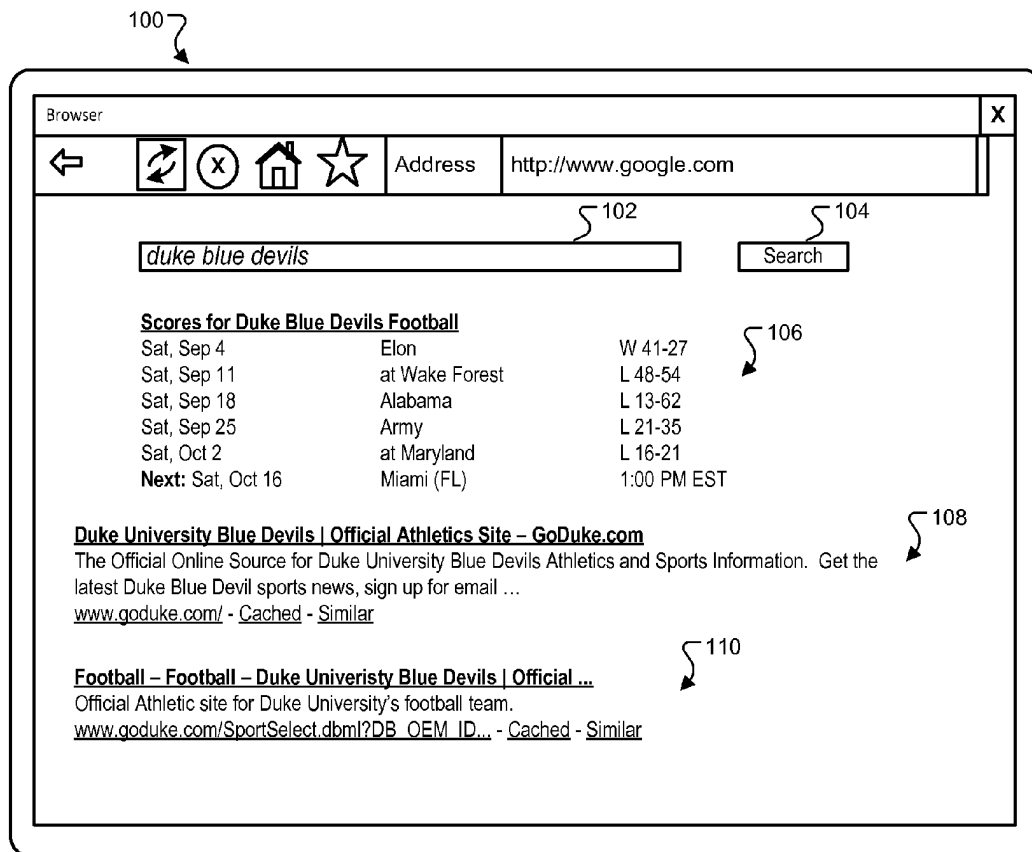 100
Browser X
X Address http://www.google.com
102 104
duke blue devils Search
Scores for Duke Blue Devils Football
106
Sat, Sep 4 Elon W 41-27
Sat, Sep 11 at Wake Forest L 48-54
Sat, Sep 18 Alabama L 13-62
Sat, Sep 25 Army L 21-35
Sat, Oct 2 at Maryland L 16-21
Next: Sat, Oct 16 Miami (FL) 1:00 PM EST
108
Duke University Blue Devils | Official Athletics Site – GoDuke.com
The Official Online Source for Duke University Blue Devils Athletics and Sports Information. Get the
latest Duke Blue Devil sports news, sign up for email …
www.goduke.com/ - Cached - Similar
110
Football – Football – Duke Univeristy Blue Devils | Official ...
Official Athletic site for Duke University's football team.
www.goduke.com/SportSelect.dbml?DB_OEM_ID... - Cached - Similar